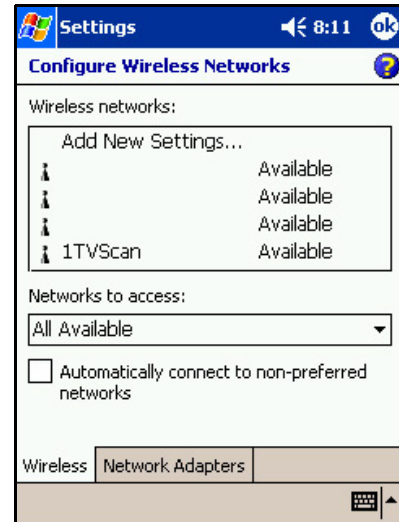 Settings 8:11 ok
Configure Wireless Networks ?
Wireless networks:
Add New Settings...
Available
Available
Available
1TVScan Available
Networks to access:
All Available
Automatically connect to non-preferred
networks
Wireless Network Adapters